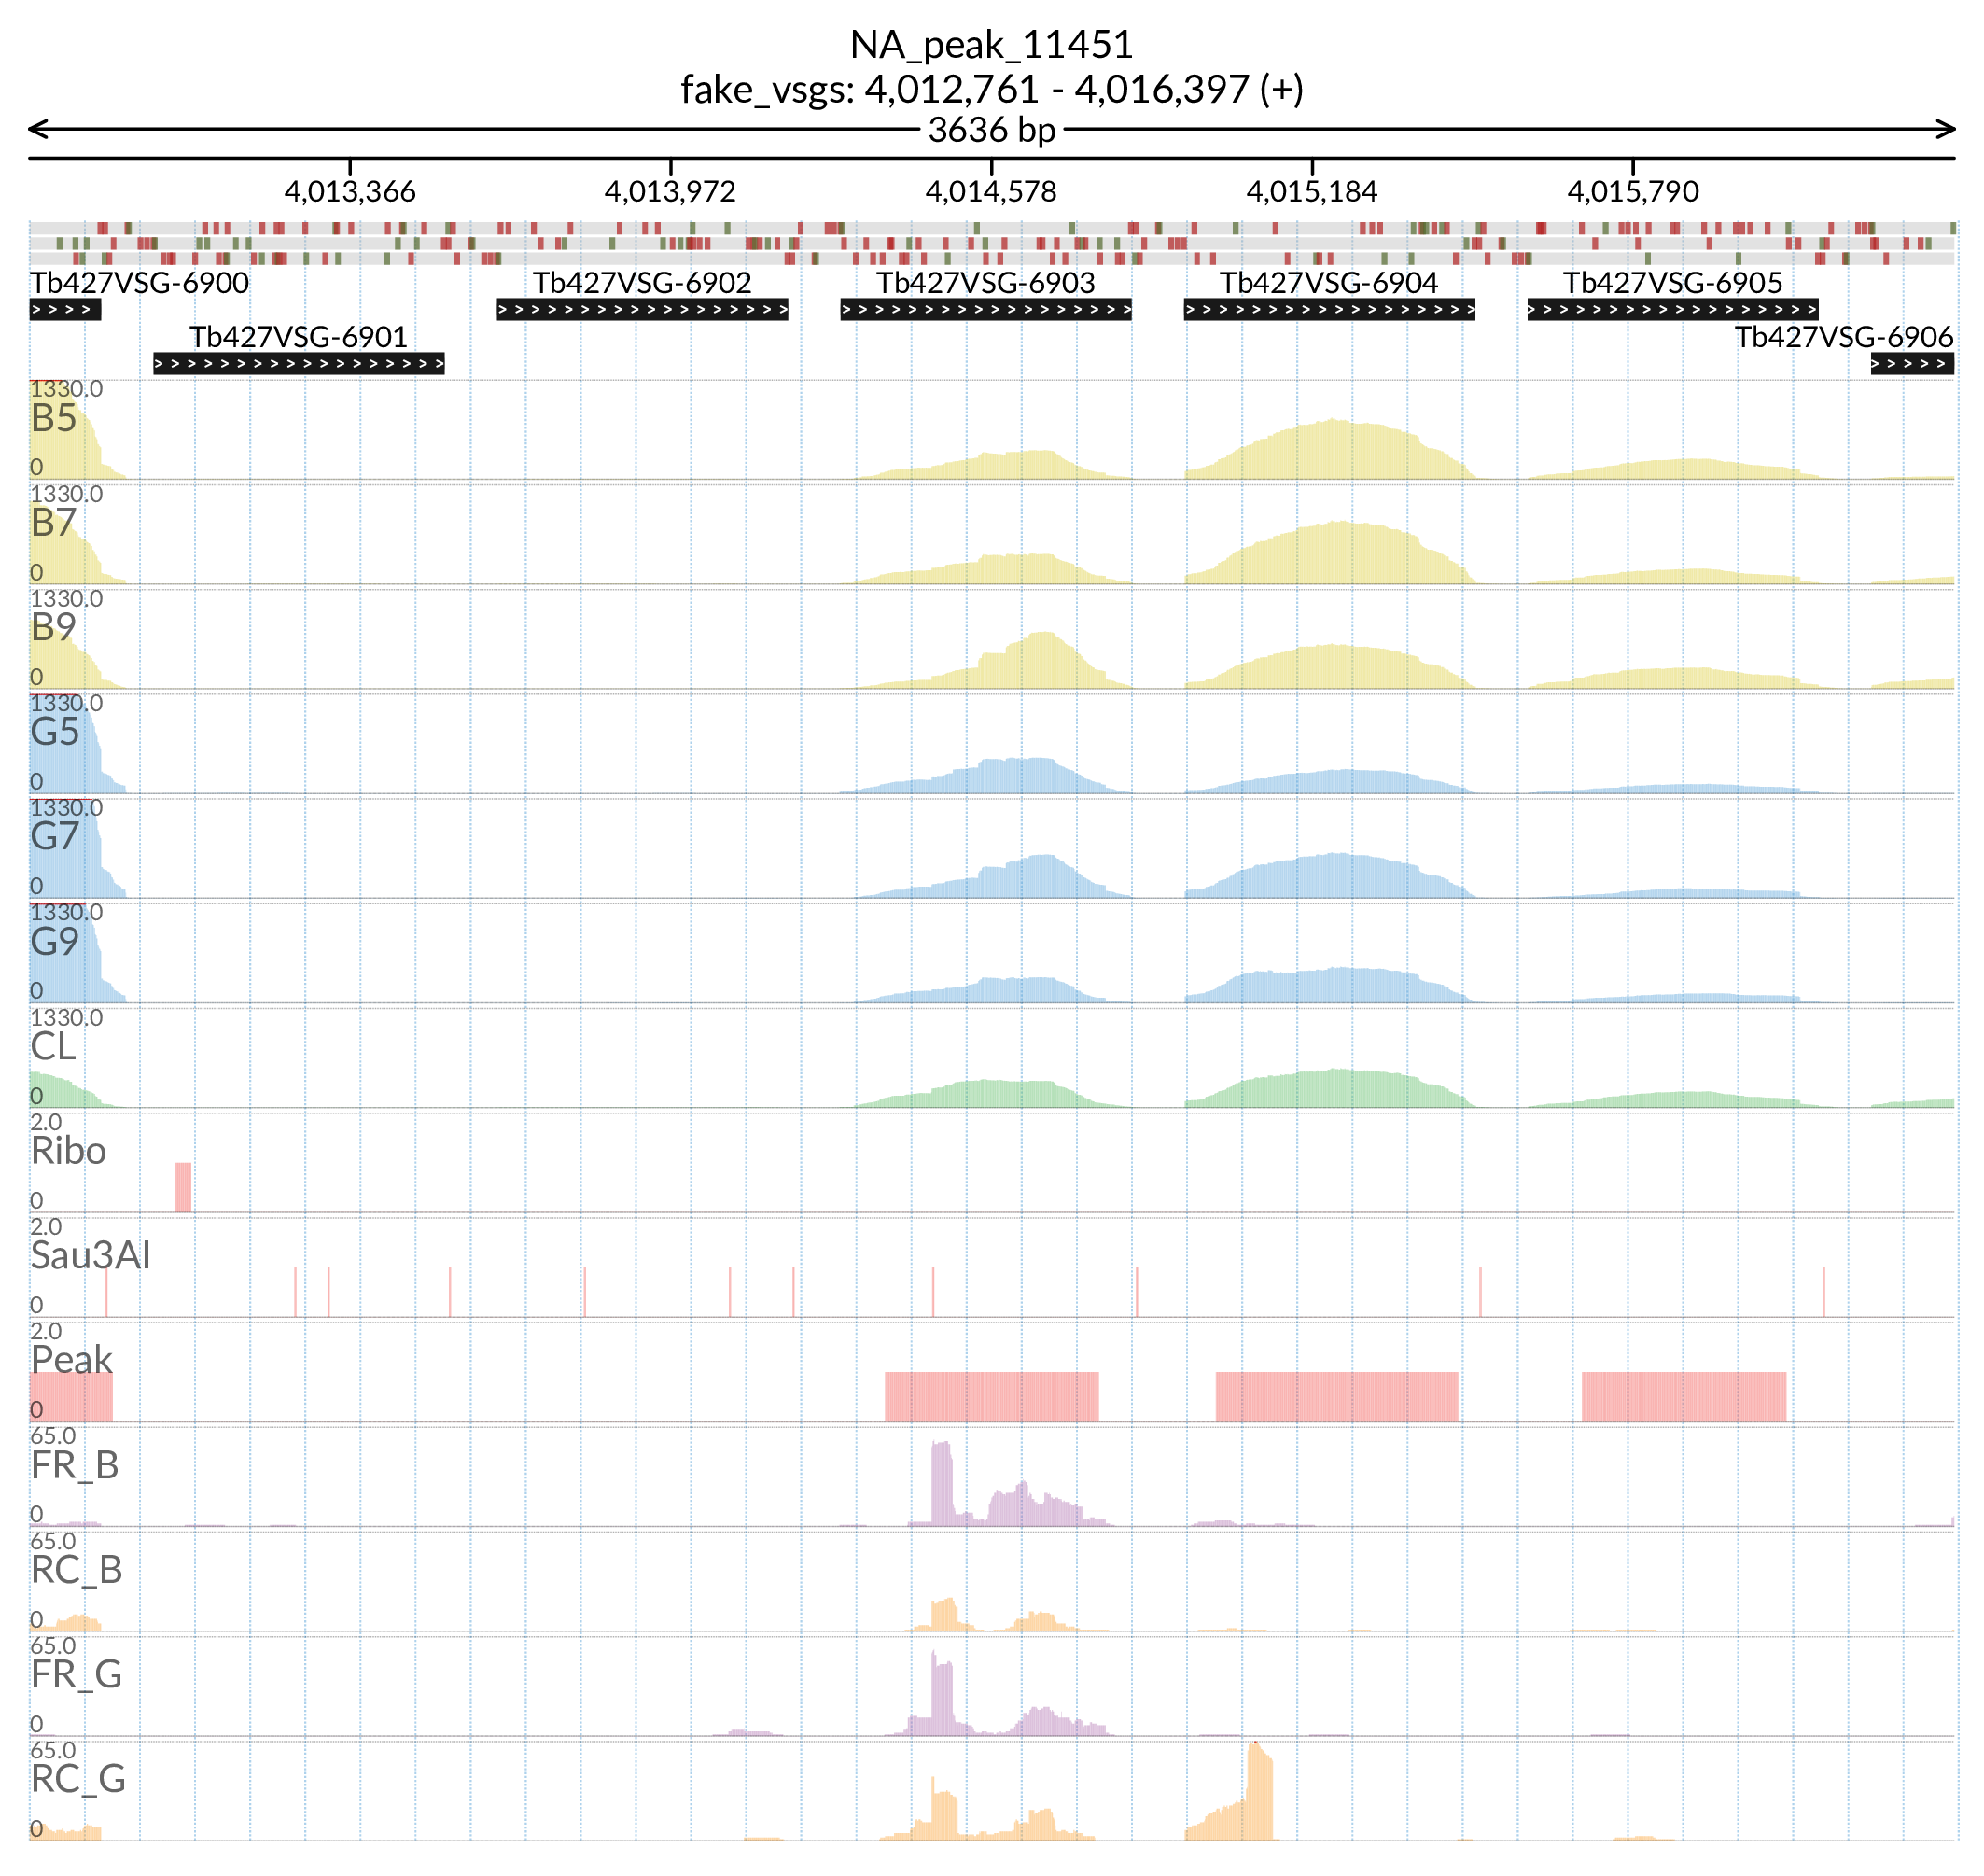 NA_peak_11451
fake_vsgs: 4,012,761 - 4,016,397 (+)
3636 bp
4,013,366 4,013,972 4,014,578 4,015,184 4,015,790
Tb427VSG-6900 Tb427VSG-6902 Tb427VSG-6903 Tb427VSG-6904 Tb427VSG-6905
Tb427VSG-6901 Tb427VSG-6906
1330.0
B5
0
1330.0
B7
0
1330.0
B9
0
1330.0
G5
0
1330.0
G7
0
1330.0
G9
0
1330.0
CL
0
2.0
Ribo
0
2.0
Sau3AI
0
2.0
Peak
0
65.0
FR_B
0
65.0
RC_B
0
65.0
FR_G
0
65.0
RC_G
0